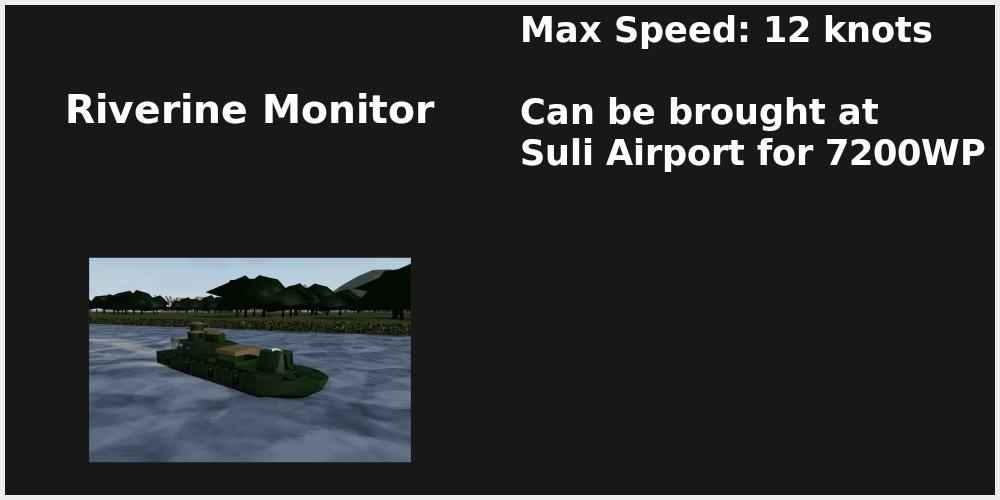 Riverine Monitor
Max Speed: 12 knots
Can be brought at
Suli Airport for 7200WP